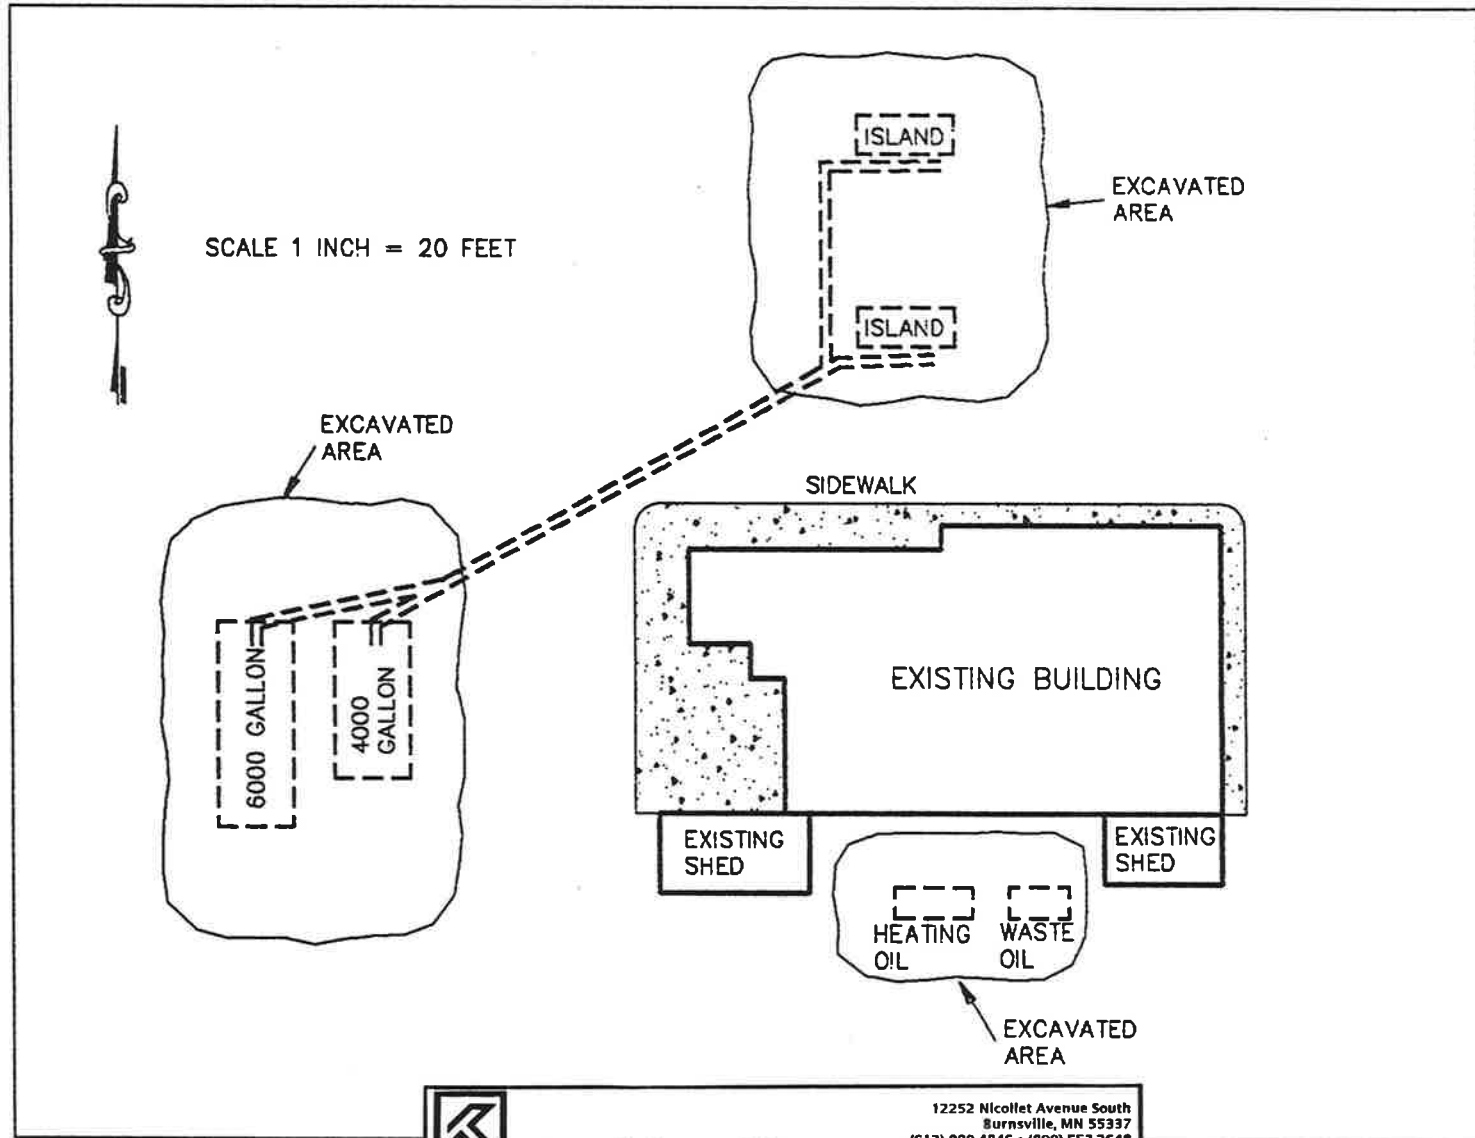 ISLAND
EXCAVATED
AREA
SCALE 1 INCH = 20 FEET
ISLAND
EXCAVATED
AREA
SIDEWALK
6000 GALLON
4000
GALLON
EXISTING BUILDING
EXISTING
SHED
EXISTING
SHED
HEATING
OIL
WASTE
OIL
EXCAVATED
AREA
12252 Nicollet Avenue South
Burnsville, MN 55337